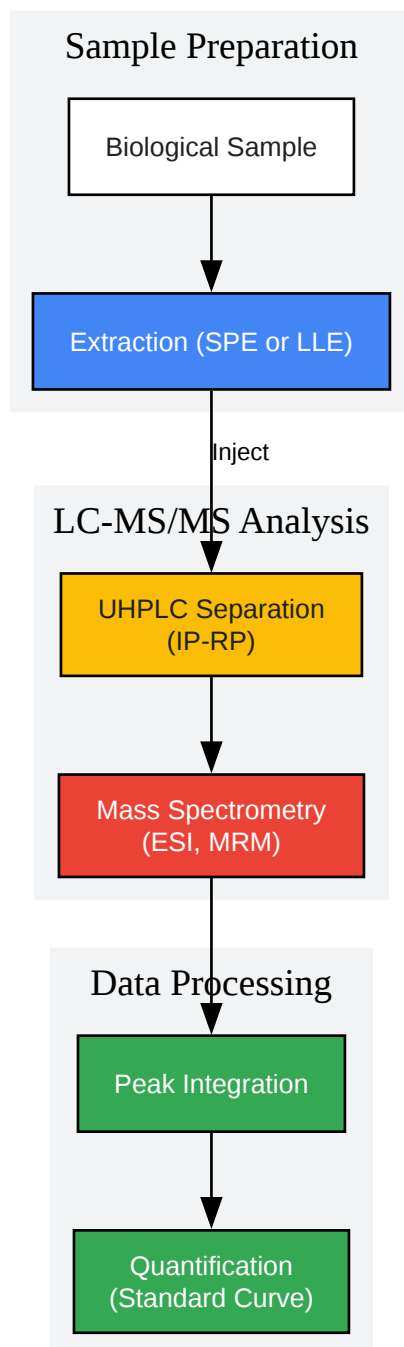 Sample Preparation
Biological Sample
Extraction (SPE or LLE)
Inject
LC-MS/MS Analysis
UHPLC Separation
(IP-RP)
Mass Spectrometry
(ESI, MRM)
Data Processing
Peak Integration
Quantification
(Standard Curve)